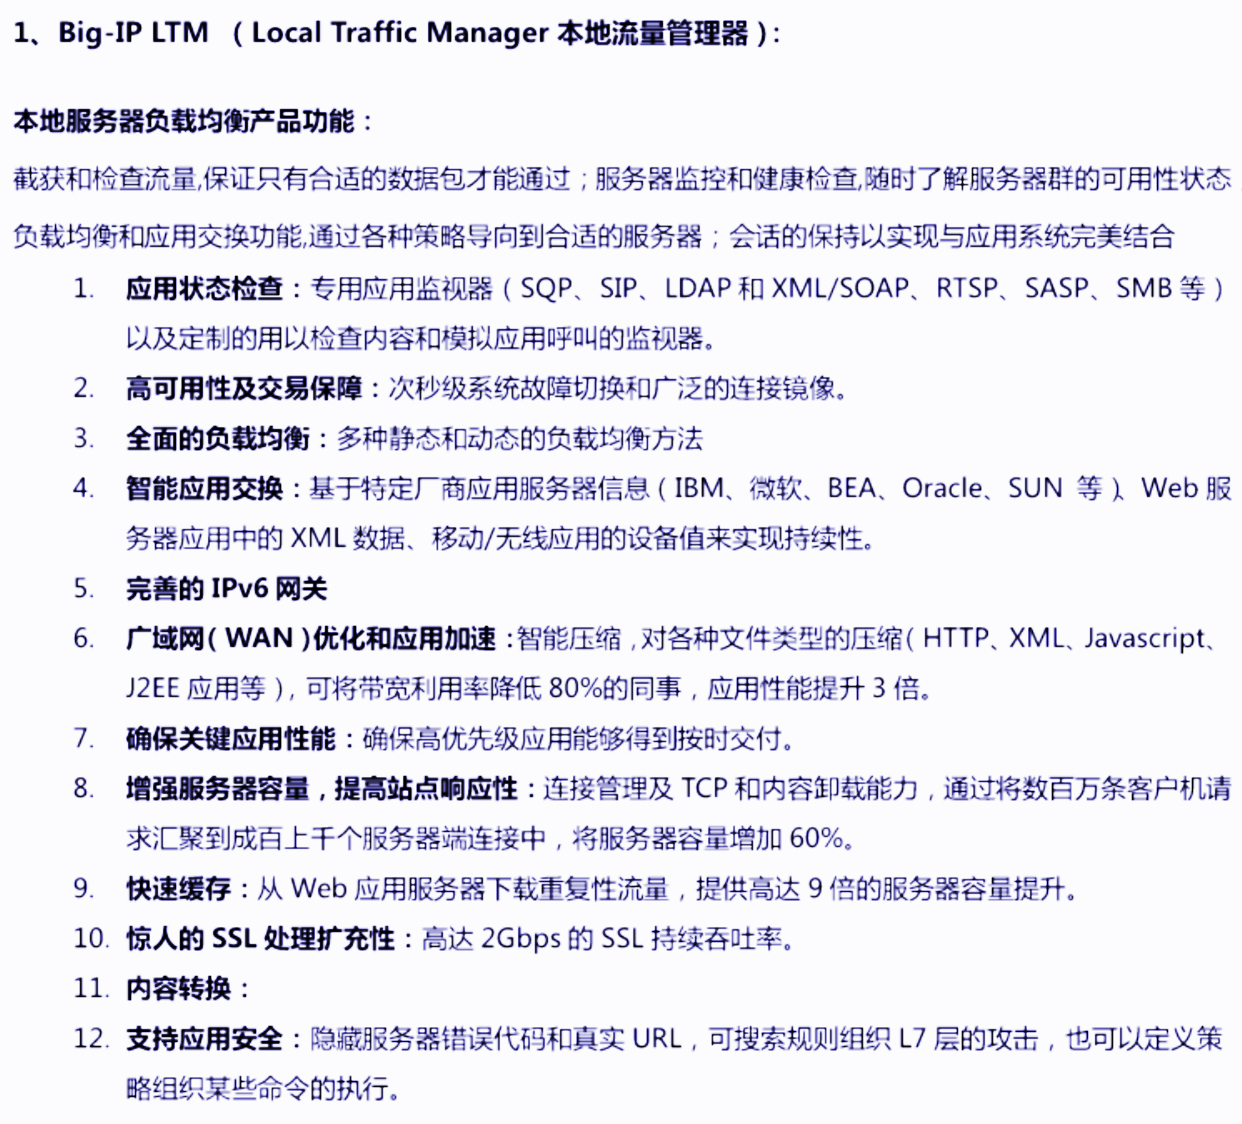 1、Big-IP LTM （Local Traffic Manager 本地流量管理器）：
本地服务器负载均衡产品功能：
截获和检查流量,保证只有合适的数据包才能通过；服务器监控和健康检查,随时了解服务器群的可用性状态
负载均衡和应用交换功能,通过各种策略导向到合适的服务器；会话的保持以实现与应用系统完美结合
1. 应用状态检查：专用应用监视器（SQP、SIP、LDAP 和 XML/SOAP、RTSP、SASP、SMB 等）
以及定制的用以检查内容和模拟应用呼叫的监视器。
2. 高可用性及交易保障：次秒级系统故障切换和广泛的连接镜像。
3. 全面的负载均衡：多种静态和动态的负载均衡方法
4. 智能应用交换：基于特定厂商应用服务器信息（IBM、微软、BEA、Oracle、SUN 等）、Web 服
务器应用中的 XML 数据、移动/无线应用的设备值来实现持续性。
5. 完善的 IPv6 网关
6. 广域网（WAN）优化和应用加速：智能压缩，对各种文件类型的压缩（HTTP、XML、Javascript、
J2EE 应用等），可将带宽利用率降低 80%的同事，应用性能提升 3 倍。
7. 确保关键应用性能：确保高优先级应用能够得到按时交付。
8. 增强服务器容量，提高站点响应性：连接管理及 TCP 和内容卸载能力，通过将数百万条客户机请
求汇聚到成百上千个服务器端连接中，将服务器容量增加 60%。
9. 快速缓存：从 Web 应用服务器下载重复性流量，提供高达 9 倍的服务器容量提升。
10. 惊人的 SSL 处理扩充性：高达 2Gbps 的 SSL 持续吞吐率。
11. 内容转换：
12. 支持应用安全：隐藏服务器错误代码和真实 URL，可搜索规则组织 L7 层的攻击，也可以定义策
略组织某些命令的执行。